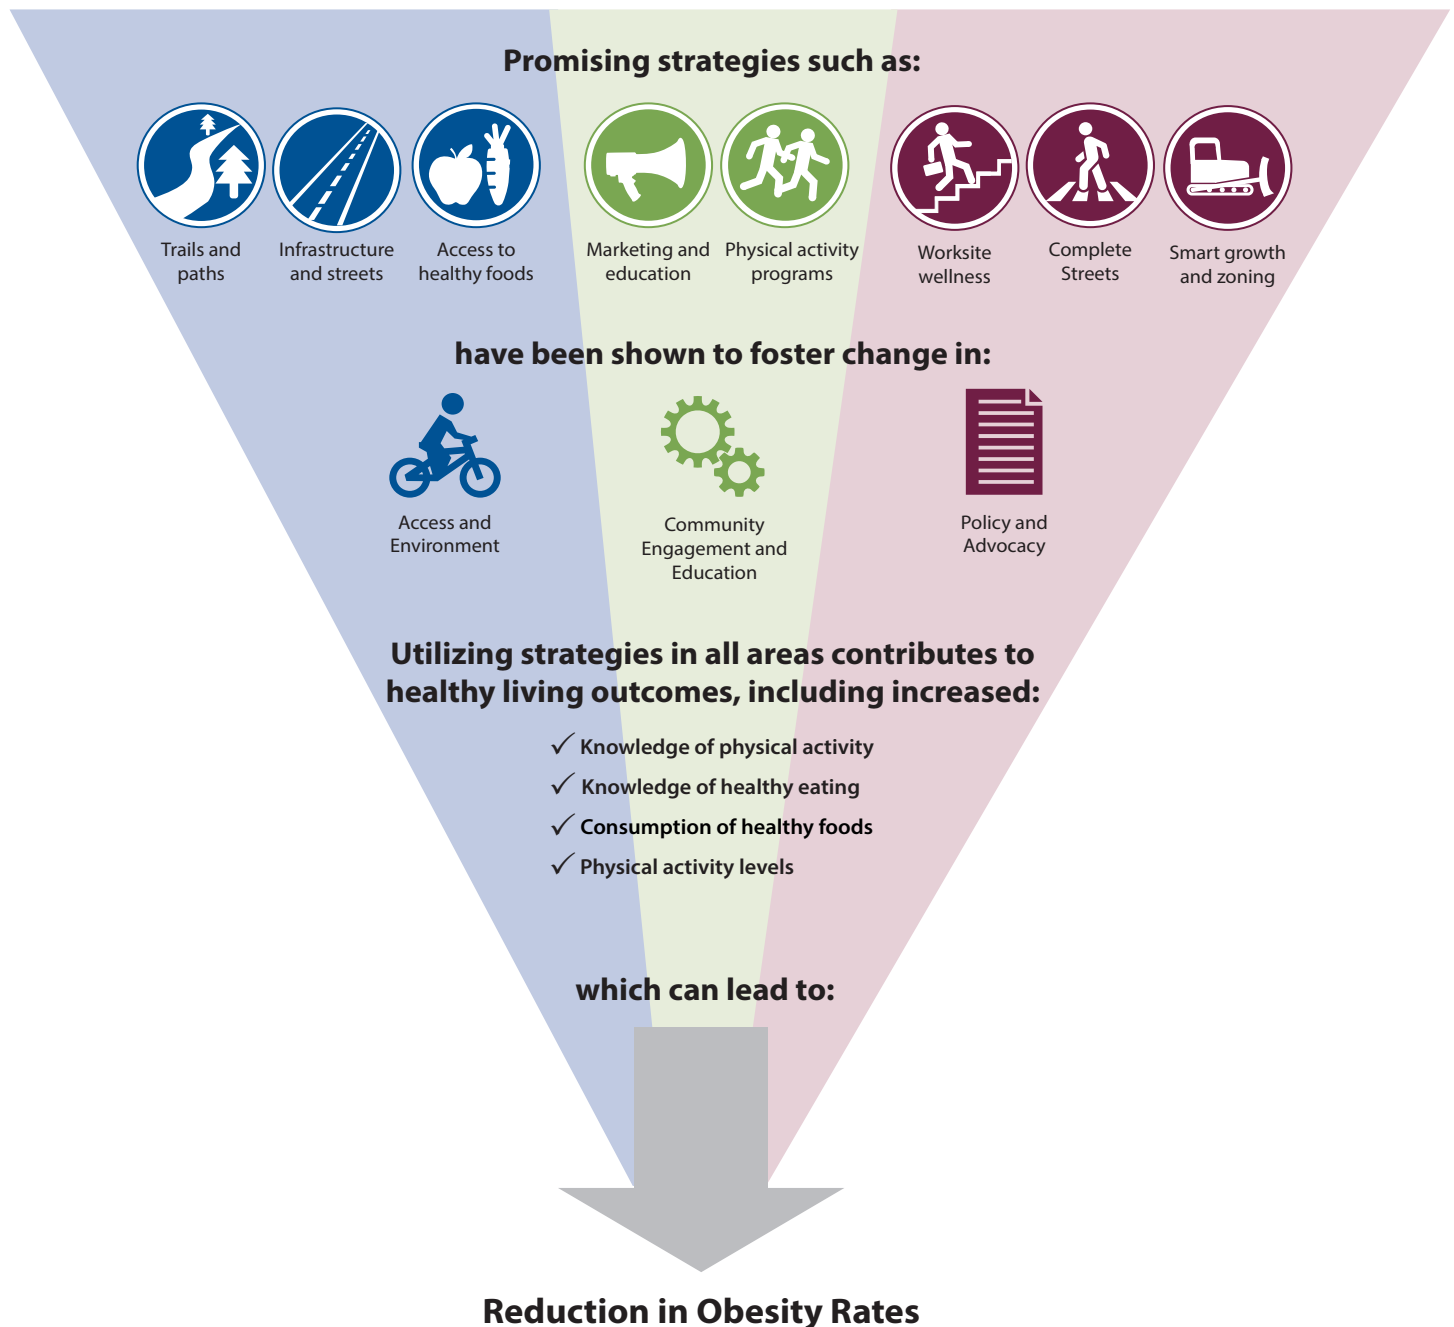 Promising strategies such as:
Trails and
paths
Infrastructure
and streets
Access to
healthy foods
Marketing and
education
Physical activity
programs
Worksite
wellness
Complete
Streets
Smart growth
and zoning
have been shown to foster change in:
Access and
Environment
Community
Engagement and
Education
Policy and
Advocacy
Utilizing strategies in all areas contributes to
healthy living outcomes, including increased:
✓ Knowledge of physical activity
✓ Knowledge of healthy eating
✓ Consumption of healthy foods
✓ Physical activity levels
which can lead to:
Reduction in Obesity Rates